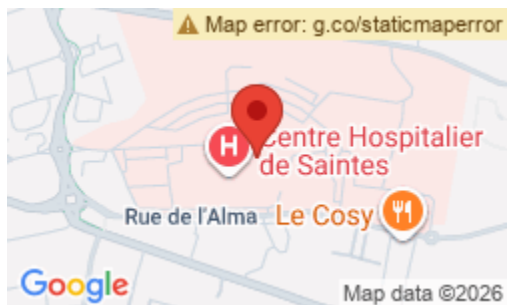 Map error: g.co/staticmaperror
H
Centre Hospitalier
de Saintes
Rue de l'Alma
Le Cosy
Google
Map data ©2026